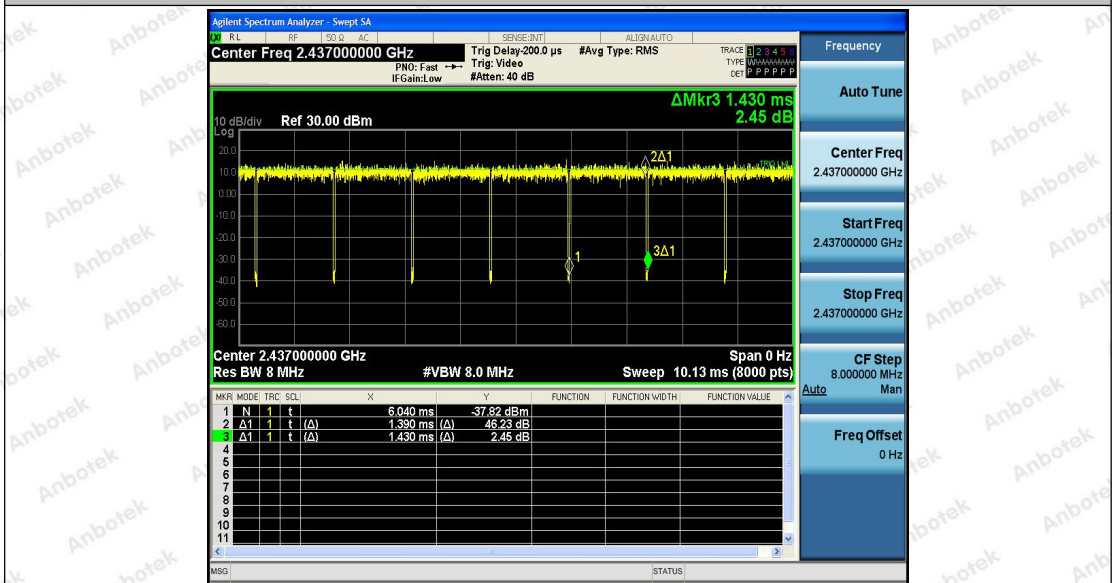 Agilent Spectrum Analyzer - Swept SA
RL RF 50 Ω AC SENSE:INT ALIGN AUTO
Center Freq 2.437000000 GHz
PNO: Fast
IFGain:Low
Trig Delay-200.0 µs
Trig: Video
#Atten: 40 dB
#Avg Type: RMS
TRACE 1 2 3 4 5 6
TYPE
DET P P P P P P
ΔMkr3 1.430 ms
2.45 dB
10 dB/div Ref 30.00 dBm
Log
20.0
10.0
0.00
-10.0
-20.0
-30.0
-40.0
-50.0
-60.0
2Δ1
1
3Δ1
Center 2.437000000 GHz Span 0 Hz
Res BW 8 MHz #VBW 8.0 MHz Sweep 10.13 ms (8000 pts)
MKR MODE TRC SCL X Y FUNCTION FUNCTION WIDTH FUNCTION VALUE
1 N 1 t 6.040 ms -37.82 dBm
2 Δ1 1 t (Δ) 1.390 ms (Δ) 46.23 dB
3 Δ1 1 t (Δ) 1.430 ms (Δ) 2.45 dB
4
5
6
7
8
9
10
11
MSG STATUS
Frequency
Auto Tune
Center Freq
2.437000000 GHz
Start Freq
2.437000000 GHz
Stop Freq
2.437000000 GHz
CF Step
8.000000 MHz
Auto Man
Freq Offset
0 Hz
Anbotek